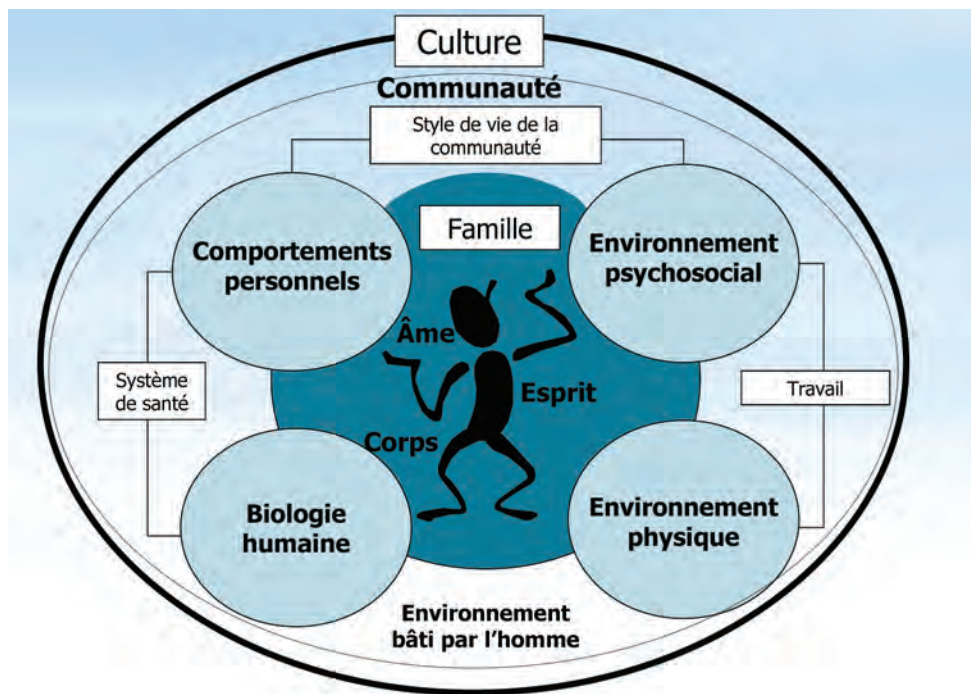 Culture
Communauté
Style de vie de la
communauté
Comportements
personnels
Famille
Environnement
psychosocial
Âme
Esprit
Corps
Système
de santé
Travail
Biologie
humaine
Environnement
physique
Environnement
bâti par l'homme